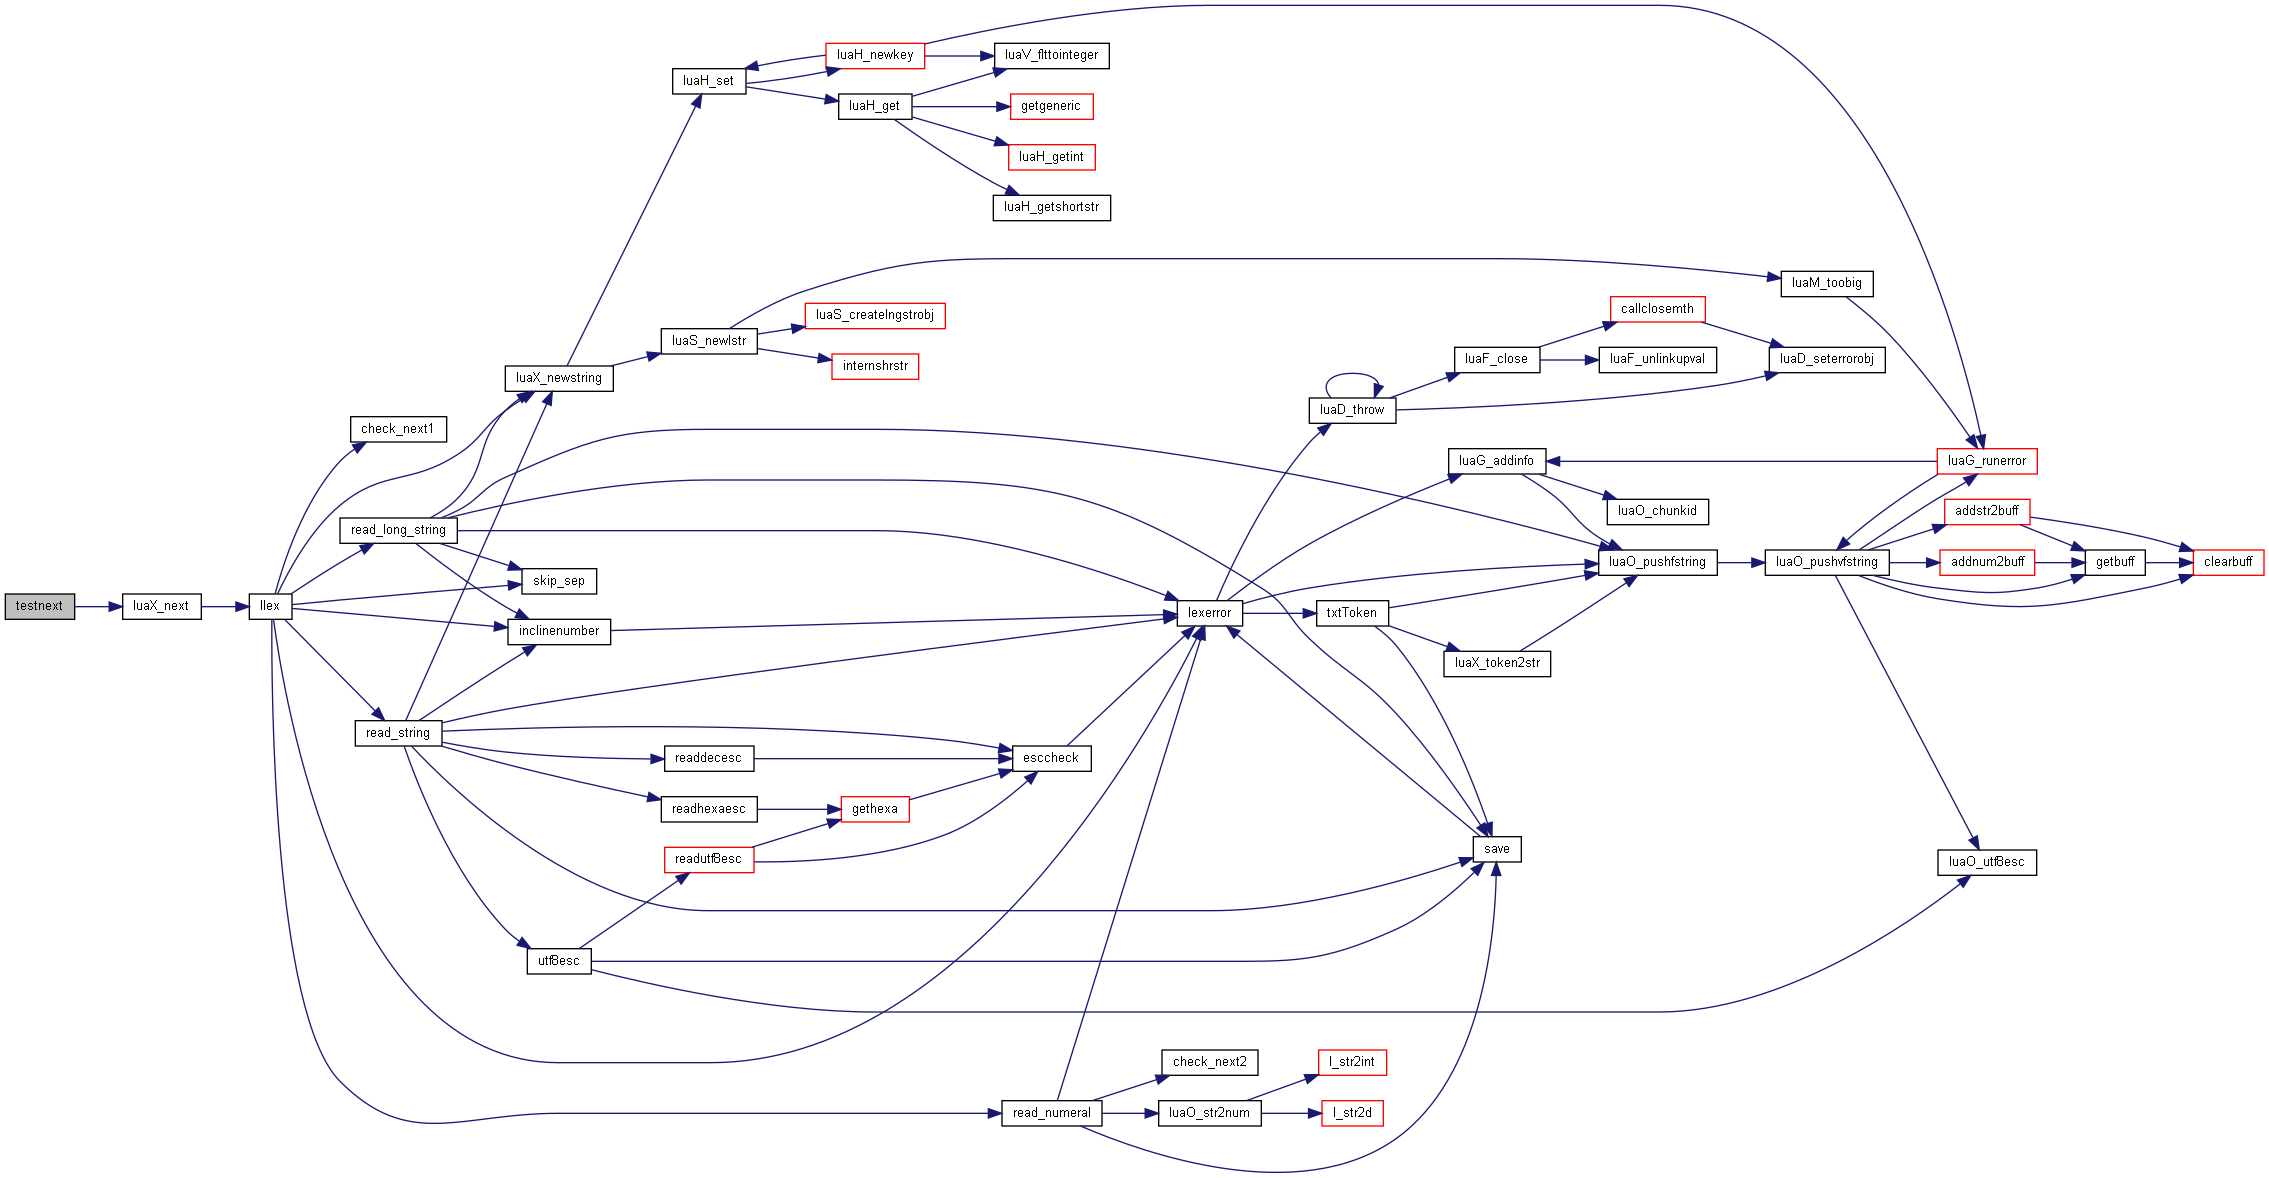 luaH_newkey
luaV_flttointeger
luaH_set
luaH_get
getgeneric
luaH_getint
luaH_getshortstr
luaM_toobig
callclosemth
luaS_createlngstrobj
luaS_newlstr
internshrstr
luaF_close
luaF_unlinkupval
luaD_seterrorobj
luaX_newstring
luaD_throw
check_next1
luaG_addinfo
luaG_runerror
luaO_chunkid
addstr2buff
read_long_string
luaO_pushfstring
luaO_pushvfstring
addnum2buff
getbuff
clearbuff
skip_sep
testnext
luaX_next
llex
lexerror
txtToken
inclinenumber
luaX_token2str
read_string
readdecesc
esccheck
readhexaesc
gethexa
save
readutf8esc
luaO_utf8esc
utf8esc
check_next2
l_str2int
read_numeral
luaO_str2num
l_str2d